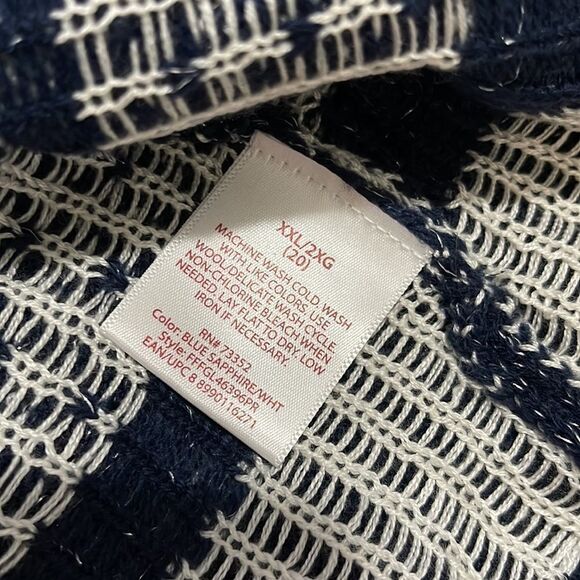 XXL/2XG
(20)
MACHINE WASH COLD. WASH
WITH LIKE COLORS. USE
WOOL/DELICATE WASH CYCLE.
NON-CHLORINE BLEACH WHEN
NEEDED. LAY FLAT TO DRY. LOW
IRON IF NECESSARY.
RN# 73352
Color: BLUE SAPPHIRE/WHT
Style: FFFGL46396PR
EAN/UPC 8 8990116271